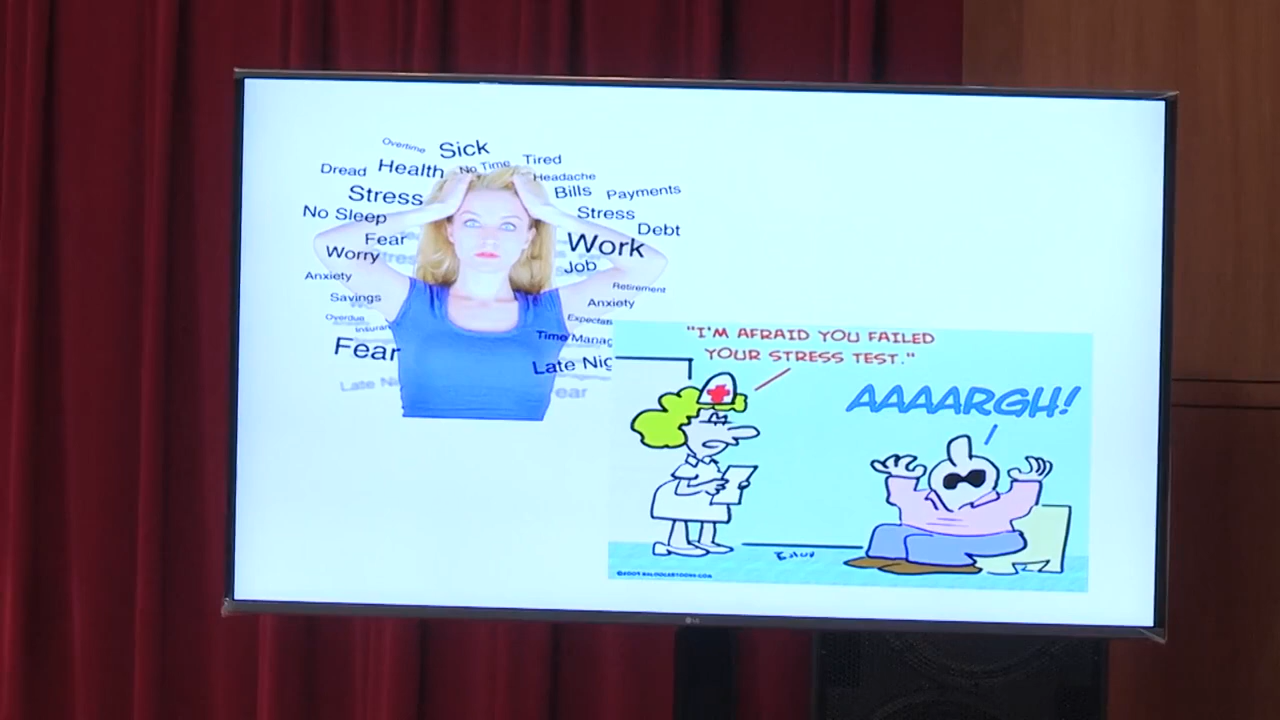 Overtime
Sick
Dread
Health
No Time
Tired
Headache
Stress
Bills
Payments
No Sleep
Stress
Debt
Fear
Work
Worry
Job
Anxiety
Retirement
Savings
Anxiety
Overdue
Fear
Time Manag
Late Nig
"I'M AFRAID YOU FAILED
YOUR STRESS TEST."
AAAARGH!
LG